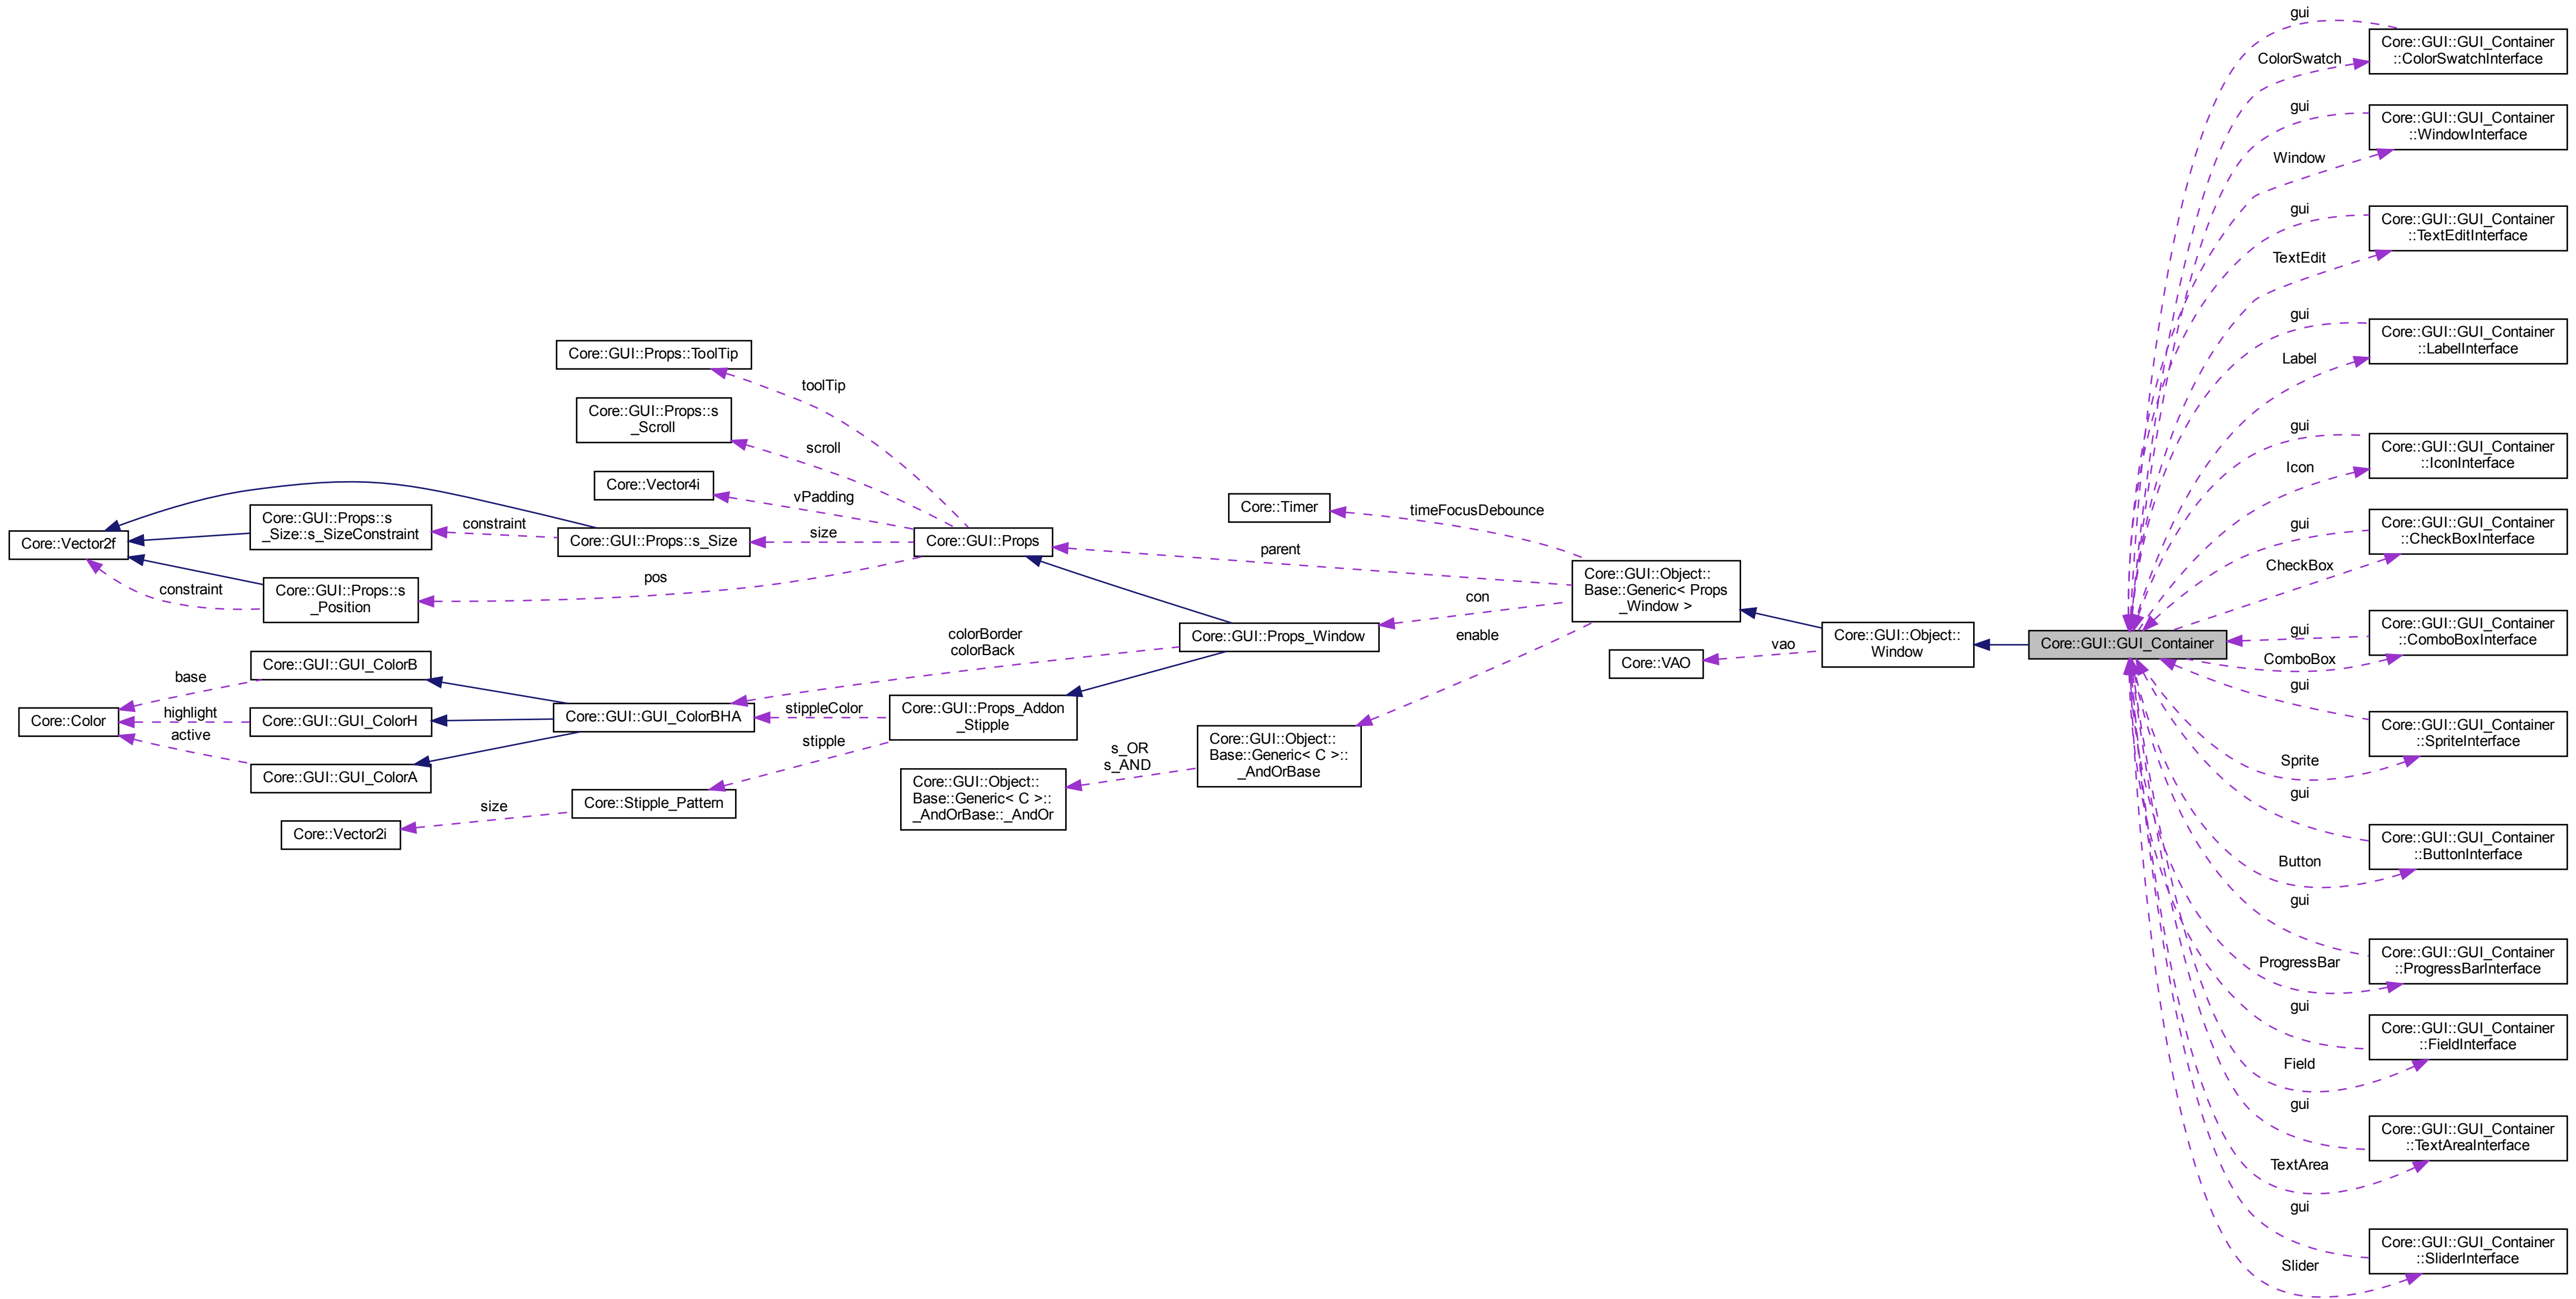 gui
Core::GUI::GUI_Container
::ColorSwatchInterface
ColorSwatch
gui
Core::GUI::GUI_Container
::WindowInterface
Window
gui
Core::GUI::GUI_Container
::TextEditInterface
TextEdit
gui
Core::GUI::GUI_Container
::LabelInterface
Label
gui
Core::GUI::GUI_Container
::IconInterface
Icon
gui
Core::GUI::GUI_Container
::CheckBoxInterface
CheckBox
gui
Core::GUI::GUI_Container
::ComboBoxInterface
ComboBox
gui
Core::GUI::GUI_Container
::SpriteInterface
Sprite
gui
Core::GUI::GUI_Container
::ButtonInterface
Button
gui
Core::GUI::GUI_Container
::ProgressBarInterface
ProgressBar
gui
Core::GUI::GUI_Container
::FieldInterface
Field
gui
Core::GUI::GUI_Container
::TextAreaInterface
TextArea
gui
Core::GUI::GUI_Container
::SliderInterface
Slider
Core::GUI::GUI_Container
Core::GUI::Object::
Window
vao
Core::VAO
Core::GUI::Object::
Base::Generic< Props
_Window >
timeFocusDebounce
Core::Timer
parent
con
enable
Core::GUI::Props_Window
Core::GUI::Object::
Base::Generic< C >::
_AndOrBase
s_OR
s_AND
Core::GUI::Object::
Base::Generic< C >::
_AndOrBase::_AndOr
Core::GUI::Props
toolTip
Core::GUI::Props::ToolTip
scroll
Core::GUI::Props::s
_Scroll
vPadding
Core::Vector4i
size
Core::GUI::Props::s_Size
pos
Core::GUI::Props::s
_Position
constraint
Core::GUI::Props::s
_Size::s_SizeConstraint
constraint
Core::Vector2f
colorBorder
colorBack
Core::GUI::Props_Addon
_Stipple
stippleColor
stipple
Core::GUI::GUI_ColorBHA
Core::Stipple_Pattern
size
Core::Vector2i
Core::GUI::GUI_ColorB
base
Core::GUI::GUI_ColorH
highlight
Core::GUI::GUI_ColorA
active
Core::Color